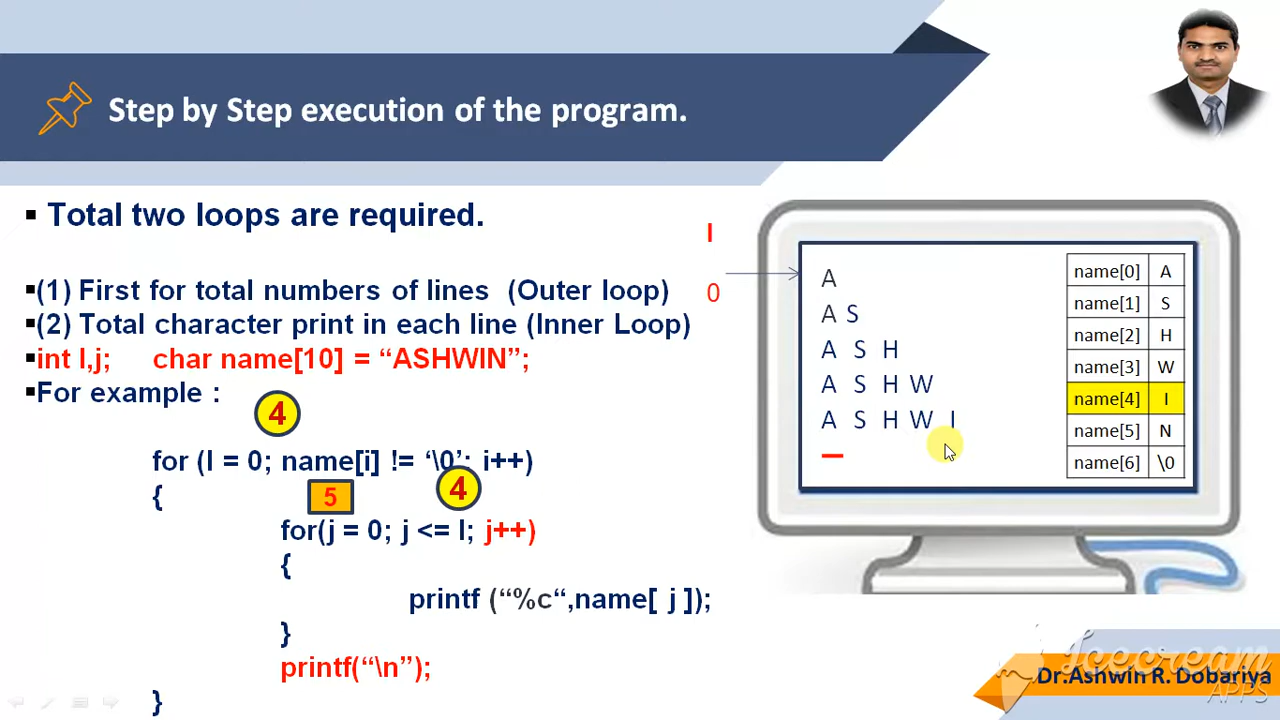 Step by Step execution of the program.
▪ Total two loops are required.
▪(1) First for total numbers of lines (Outer loop)
▪(2) Total character print in each line (Inner Loop)
▪int I,j; char name[10] = “ASHWIN”;
▪For example :
4
for (I = 0; name[i] != ‘\0’; i++)
{
5
4
for(j = 0; j <= I; j++)
{
printf (“%c“,name[ j ]);
}
printf(“\n”);
}
I
0
A
A S
A S H
A S H W
A S H W I
name[0] A
name[1] S
name[2] H
name[3] W
name[4] I
name[5] N
name[6] \0
Icecream
APPS
Dr.Ashwin R. Dobariya